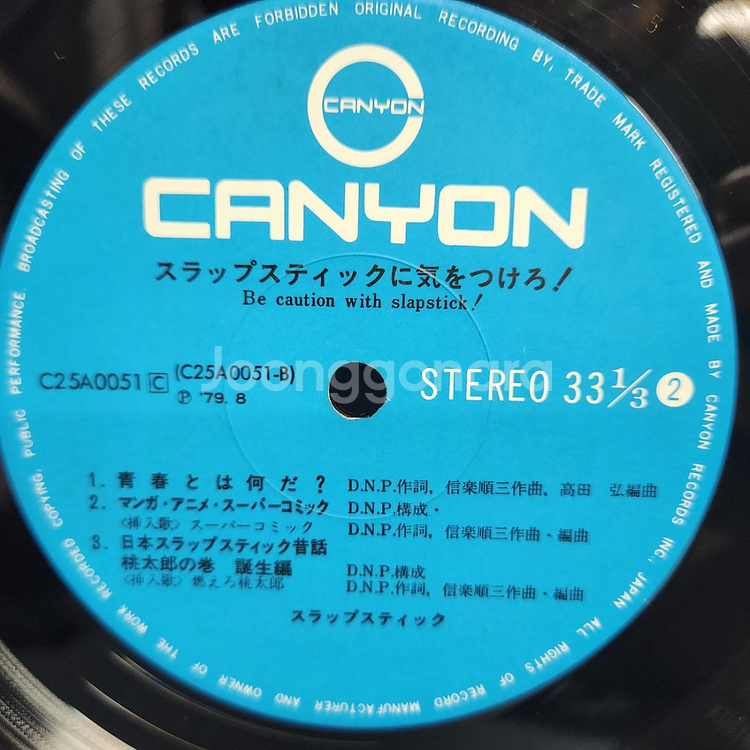 BROADCASTING OF THESE RECORDS ARE FORBIDDEN ORIGINAL RECORDING BY, TRADE MARK REGISTERED AND MADE BY CANYON RECORDS INC, JAPAN ALL RIGHTS OF RECORD MANUFACTURER AND OWNER OF THE WORK RECORDED COPYING, PUBLIC PERFORMANCE.
CANYON
CANYON
スラップスティックに気をつけろ!
Be caution with slapstick!
C25A0051 C (C25A0051-B)
Ⓟ '79. 8
STEREO 33 1/3 2
Joonggonara
1. 青春とは何だ? D.N.P.作詞, 信楽順三作曲, 高田 弘編曲
2. マンガ・アニメ・スーパーコミック D.N.P.構成・
〈挿入歌〉スーパーコミック D.N.P.作詞, 信楽順三作曲・編曲
3. 日本スラップスティック昔話
桃太郎の巻 誕生編 D.N.P.構成
〈挿入歌〉燃えろ桃太郎 D.N.P.作詞, 信楽順三作曲・編曲
スラップスティック